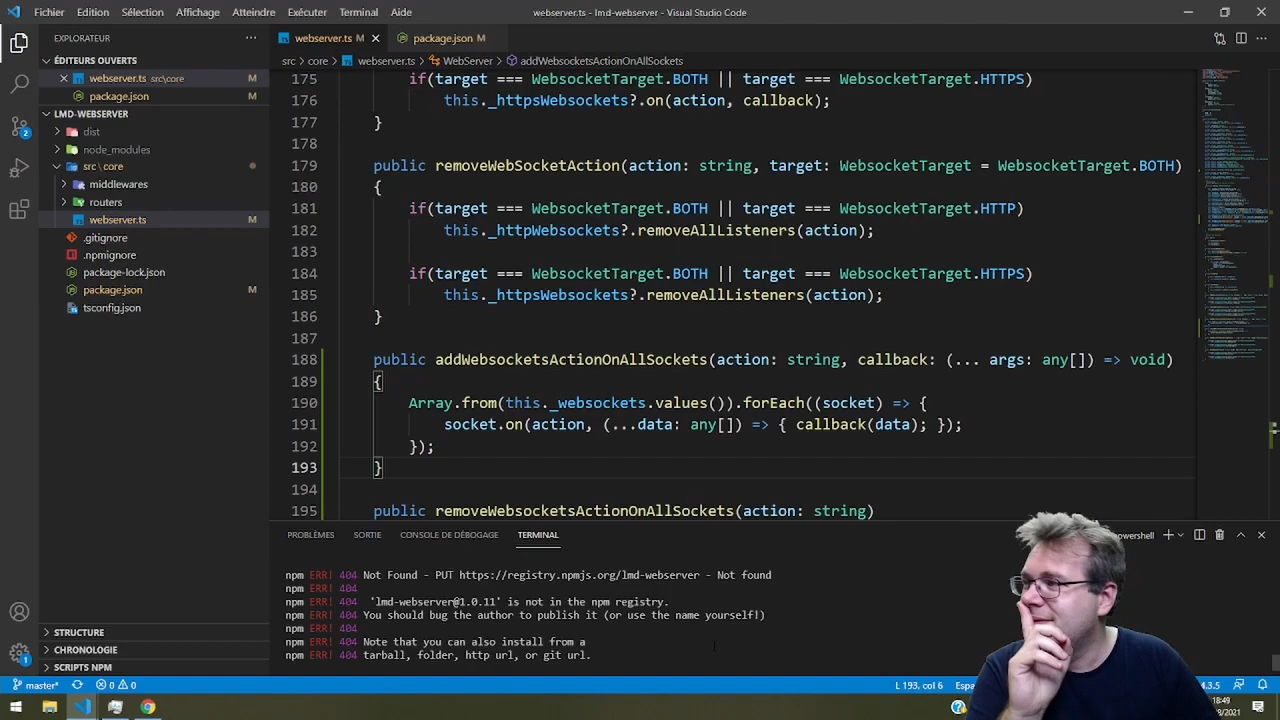 Fichier Edition Sélection Affichage Atteindre Exécuter Terminal Aide
webserver.ts - lmd-webserver - Visual Studio Code
EXPLORATEUR
ÉDITEURS OUVERTS
webserver.ts src\core M
package.json M
LMD-WEBSERVER
dist
node_modules
src\core
middlewares
routers
webserver.ts M
.gitignore
.npmignore
package-lock.json
package.json M
tsconfig.json
STRUCTURE
CHRONOLOGIE
SCRIPTS NPM
webserver.ts M
package.json M
src > core > webserver.ts > WebServer > addWebsocketsActionOnAllSockets
175 if(target === WebsocketTarget.BOTH || target === WebsocketTarget.HTTPS)
176 this._httpsWebsockets?.on(action, callback);
177 }
178
179 public (action: string, WebsocketTarget = WebsocketTarget.BOTH)
180 {
181 if(target === WebsocketTarget.BOTH || target === WebsocketTarget.HTTP)
182 this._httpWebsockets?.removeAllListeners(action);
183
184 if(target === WebsocketTarget.BOTH || target === WebsocketTarget.HTTPS)
185 this._httpsWebsockets?.removeAllListeners(action);
186 }
187
188 public addWebsocketsActionOnAllSockets(action: string, callback: (... args: any[]) => void)
189 {
190 Array.from(this._websockets.values()).forEach((socket) => {
191 socket.on(action, (...data: any[]) => { callback(data); });
192 });
193 }
194
195 public removeWebsocketsActionOnAllSockets(action: string)
PROBLÈMES SORTIE CONSOLE DE DÉBOGAGE TERMINAL
npm ERR! 404 Not Found - PUT https://registry.npmjs.org/lmd-webserver - Not found
npm ERR! 404
npm ERR! 404 'lmd-webserver@1.0.11' is not in the npm registry.
npm ERR! 404 You should bug the author to publish it (or use the name yourself!)
npm ERR! 404
npm ERR! 404 Note that you can also install from a
npm ERR! 404 tarball, folder, http url, or git url.
master* 0 0
L 193, col 6
4.3.5
18:49